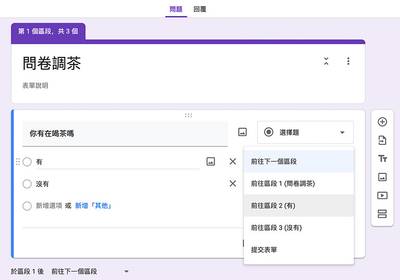 問題 回覆
第 1 個區段，共 3 個
問卷調茶
表單說明
你有在喝茶嗎
選擇題
有
沒有
新增選項 或 新增「其他」
前往下一個區段
前往區段 1 (問卷調茶)
前往區段 2 (有)
前往區段 3 (沒有)
提交表單
於區段 1 後 前往下一個區段